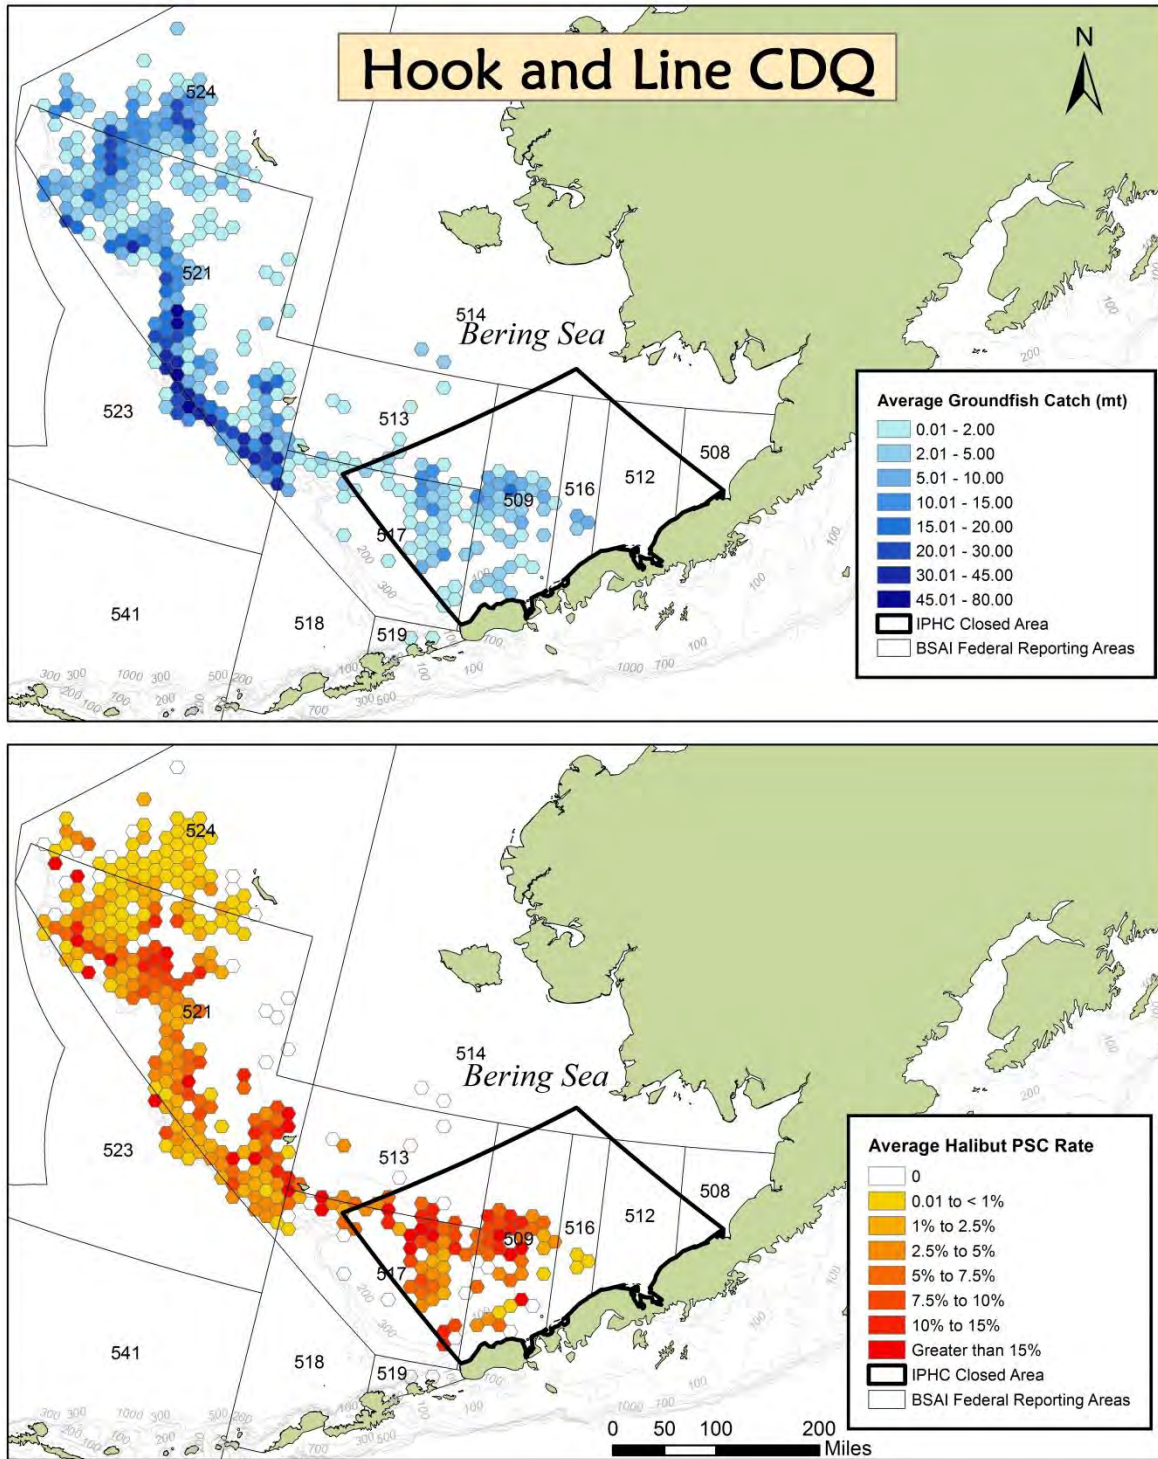 Hook and Line CDQ
N
524
521
514
Bering Sea
523
513
508
512
516
509
517
541
518
519
Average Groundfish Catch (mt)
0.01 - 2.00
2.01 - 5.00
5.01 - 10.00
10.01 - 15.00
15.01 - 20.00
20.01 - 30.00
30.01 - 45.00
45.01 - 80.00
IPHC Closed Area
BSAI Federal Reporting Areas
524
521
514
Bering Sea
523
513
508
512
516
509
517
541
518
519
Average Halibut PSC Rate
0
0.01 to < 1%
1% to 2.5%
2.5% to 5%
5% to 7.5%
7.5% to 10%
10% to 15%
Greater than 15%
IPHC Closed Area
BSAI Federal Reporting Areas
0 50 100 200
Miles